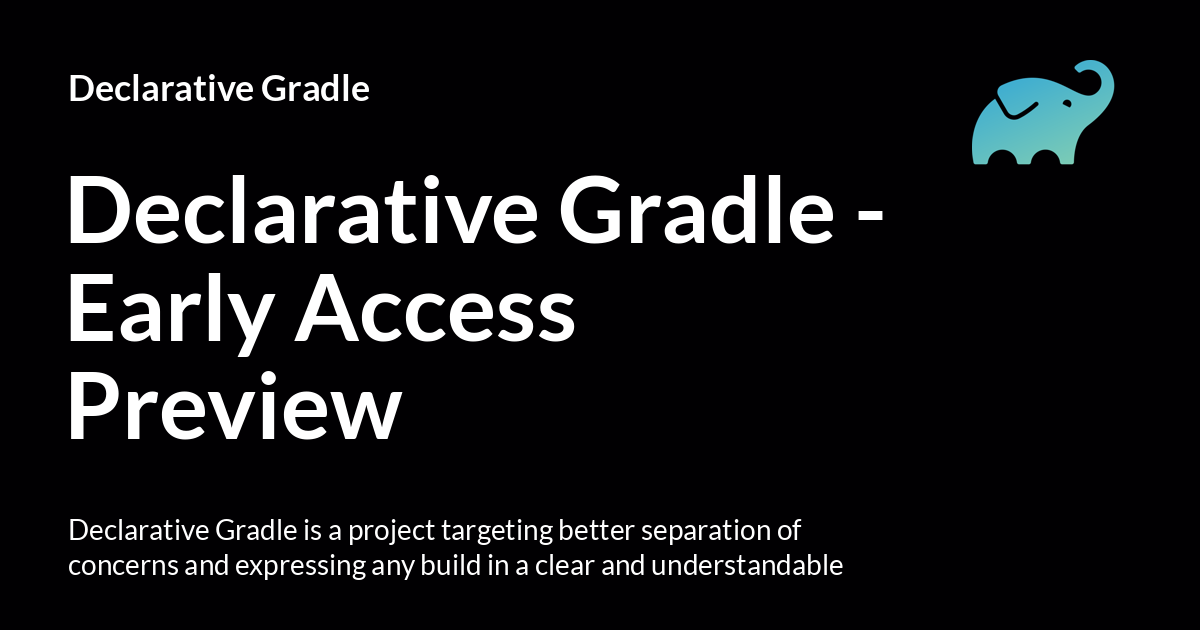 Declarative Gradle
Declarative Gradle -
Early Access
Preview
Declarative Gradle is a project targeting better separation of
concerns and expressing any build in a clear and understandable